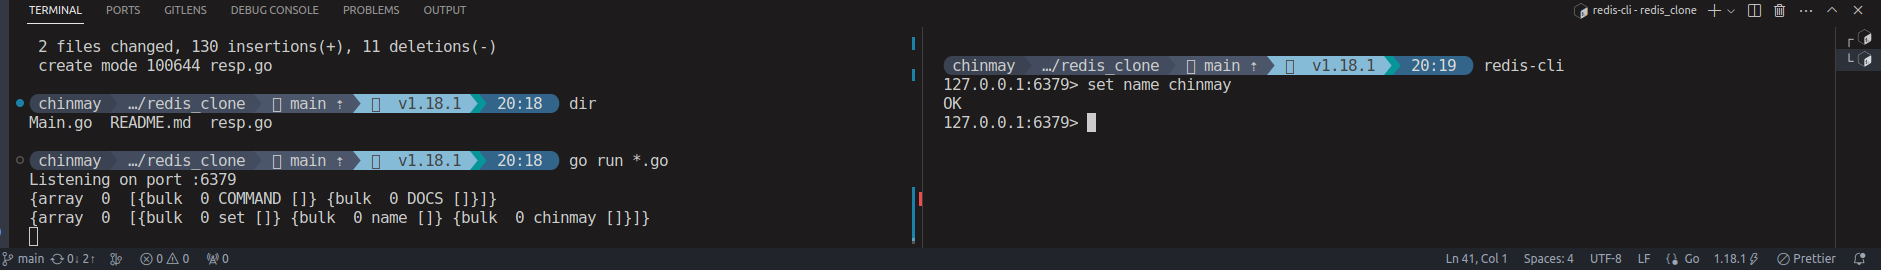 TERMINAL PORTS GITLENS DEBUG CONSOLE PROBLEMS OUTPUT
redis-cli - redis_clone
2 files changed, 130 insertions(+), 11 deletions(-)
create mode 100644 resp.go
chinmay …/redis_clone main ↑ v1.18.1 20:18 dir
Main.go README.md resp.go
chinmay …/redis_clone main ↑ v1.18.1 20:18 go run *.go
Listening on port :6379
{array  0  [{bulk  0 COMMAND []} {bulk  0 DOCS []}]}
{array  0  [{bulk  0 set []} {bulk  0 name []} {bulk  0 chinmay []}]}
chinmay …/redis_clone main ↑ v1.18.1 20:19 redis-cli
127.0.0.1:6379> set name chinmay
OK
127.0.0.1:6379>
main 0↓ 2↑ 0 0 0 Ln 41, Col 1 Spaces: 4 UTF-8 LF Go 1.18.1 Prettier